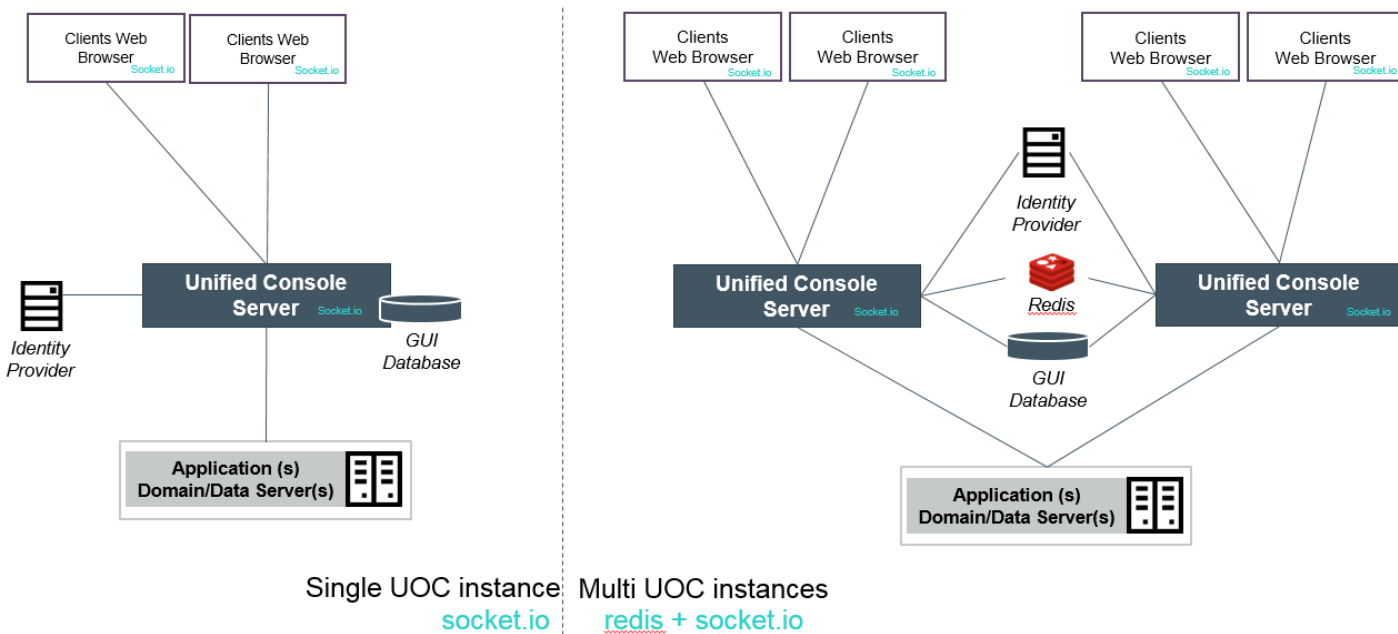 Clients Web
Browser
Socket.io
Clients Web
Browser
Socket.io
Unified Console
Server
Socket.io
Identity
Provider
GUI
Database
Application (s)
Domain/Data Server(s)
Single UOC instance
socket.io
Clients
Web Browser
Socket.io
Clients
Web Browser
Socket.io
Clients
Web Browser
Socket.io
Clients
Web Browser
Socket.io
Identity
Provider
Redis
GUI
Database
Unified Console
Server
Socket.io
Unified Console
Server
Socket.io
Application (s)
Domain/Data Server(s)
Multi UOC instances
redis + socket.io